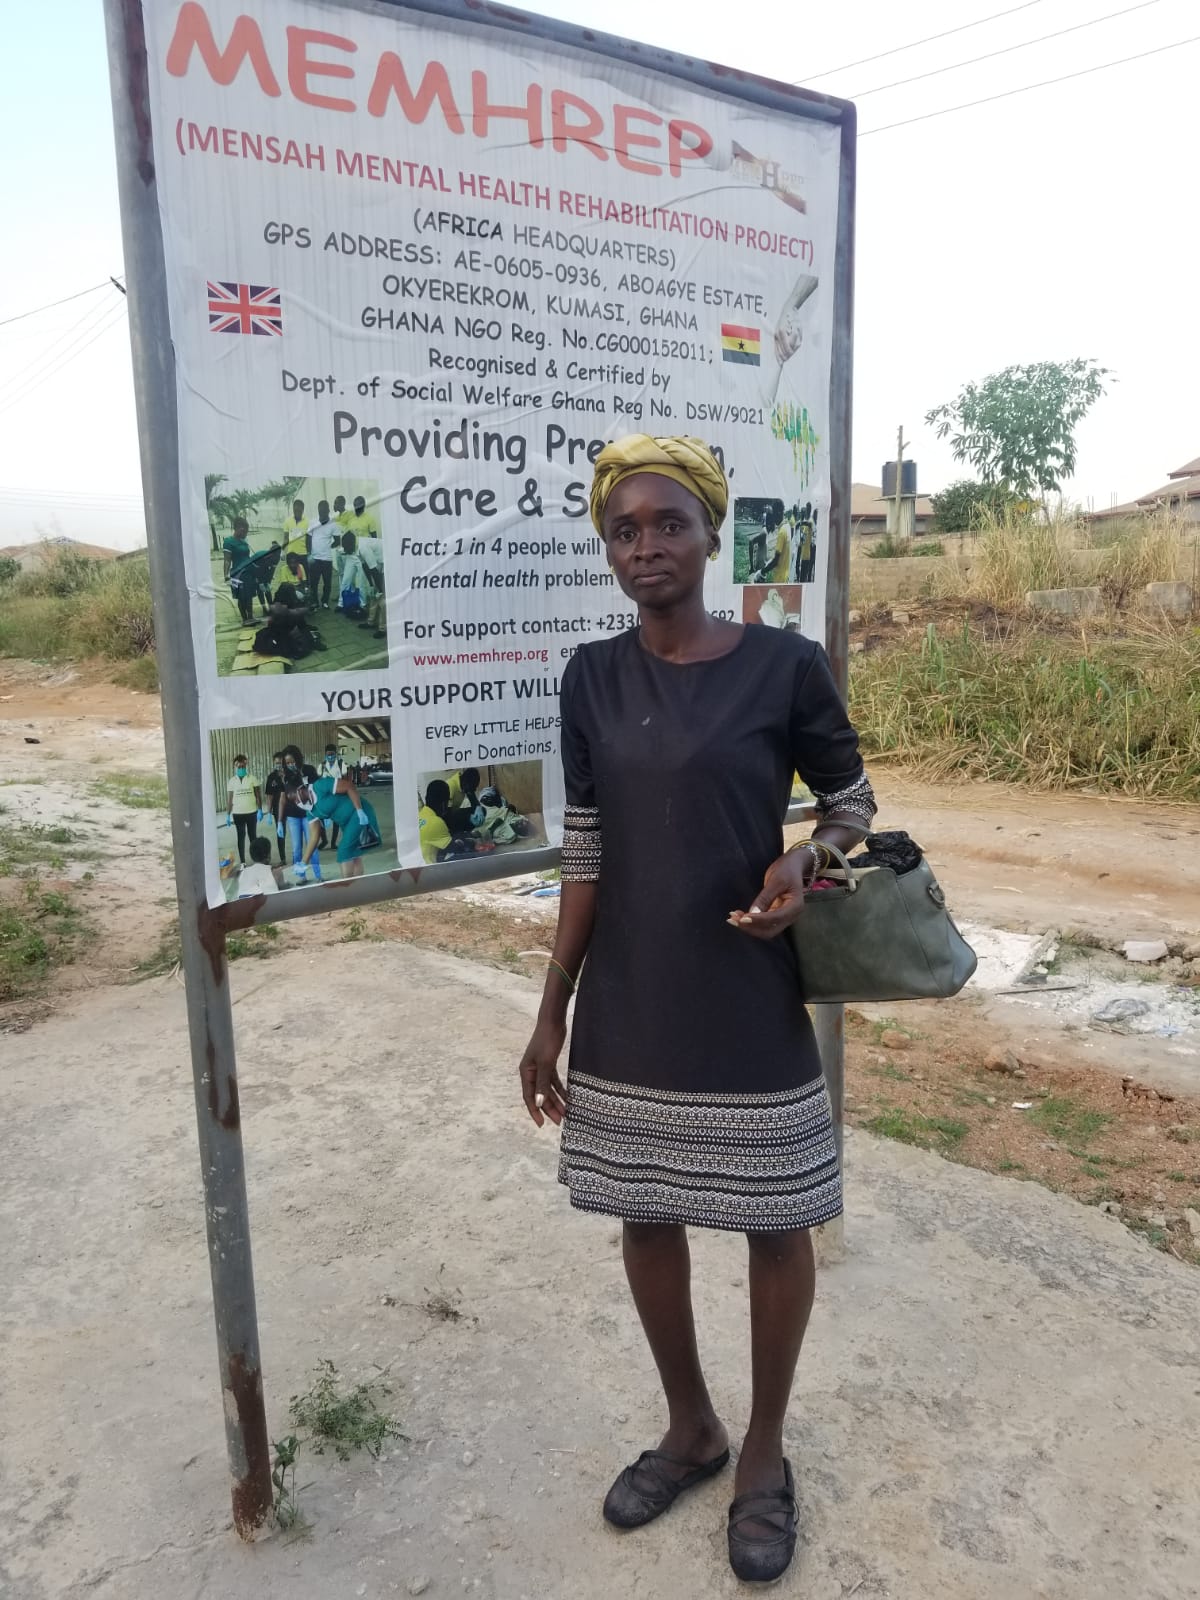 MEMHREP
(MENSAH MENTAL HEALTH REHABILITATION PROJECT)
(AFRICA HEADQUARTERS)
GPS ADDRESS: AE-0605-0936, ABOAGYE ESTATE,
OKYEREKROM, KUMASI, GHANA
GHANA NGO Reg. No.CG000152011;
Recognised & Certified by
Dept. of Social Welfare Ghana Reg No. DSW/9021
Providing
Care &
Fact: 1 in 4 people will
mental health problem
For Support contact: +233
www.memhrep.org
or
YOUR SUPPORT WILL
EVERY LITTLE HELPS
For Donations,